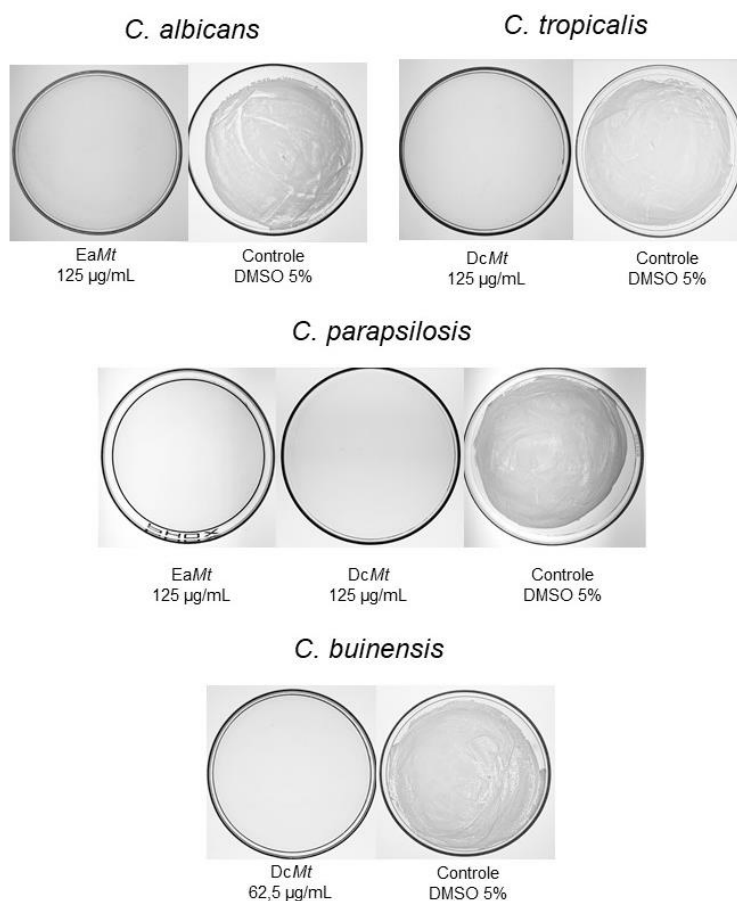 C. albicans
C. tropicalis
EaMt
125 µg/mL
Controle
DMSO 5%
DcMt
125 µg/mL
Controle
DMSO 5%
C. parapsilosis
EaMt
125 µg/mL
DcMt
125 µg/mL
Controle
DMSO 5%
C. buinensis
DcMt
62,5 µg/mL
Controle
DMSO 5%